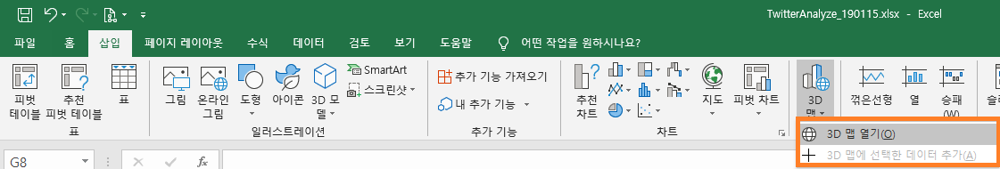 TwitterAnalyze_190115.xlsx - Excel
파일 홈 삽입 페이지 레이아웃 수식 데이터 검토 보기 도움말 어떤 작업을 원하시나요?
피벗 테이블
추천 피벗 테이블
표
표
그림
온라인 그림
도형
아이콘
3D 모델
SmartArt
스크린샷
일러스트레이션
추가 기능 가져오기
내 추가 기능
추가 기능
추천 차트
지도
피벗 차트
차트
3D 맵
꺾은선형
열
승패(W)
3D 맵 열기(O)
3D 맵에 선택한 데이터 추가(A)
G8
fx